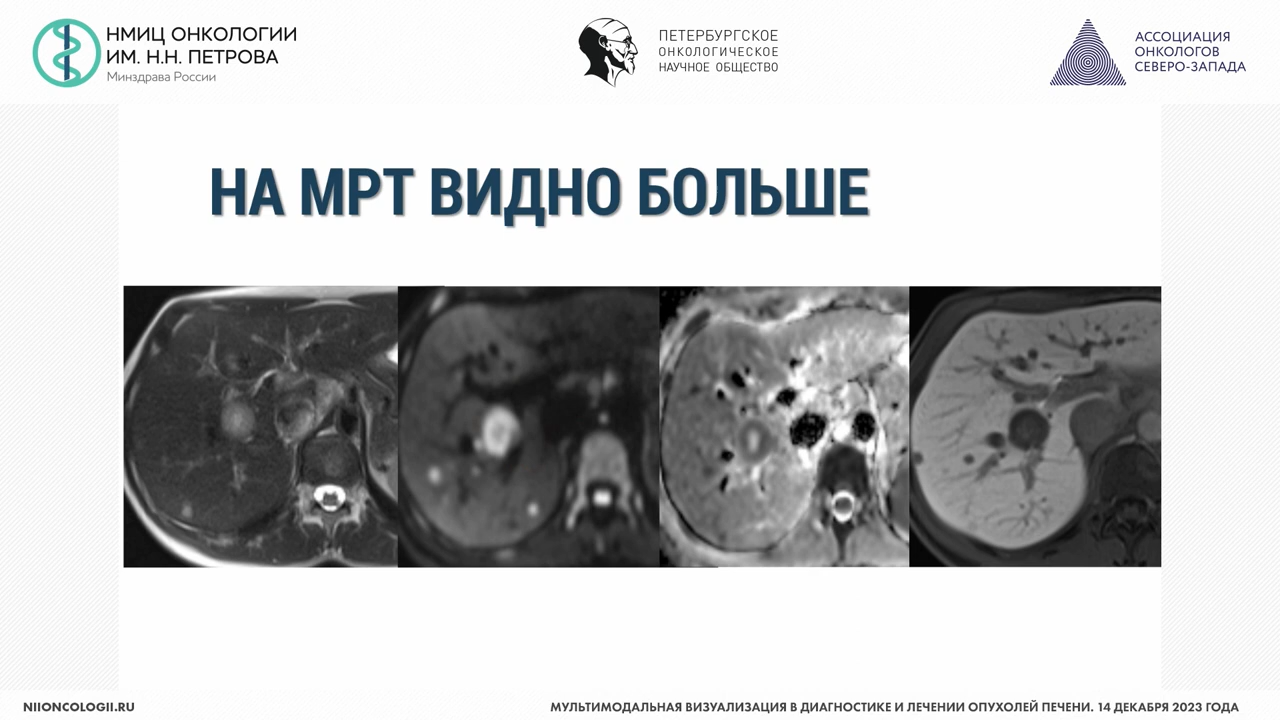 НМИЦ ОНКОЛОГИИ
ИМ. Н.Н. ПЕТРОВА
Минздрава России
ПЕТЕРБУРГСКОЕ
ОНКОЛОГИЧЕСКОЕ
НАУЧНОЕ ОБЩЕСТВО
АССОЦИАЦИЯ
ОНКОЛОГОВ
СЕВЕРО-ЗАПАДА
НА МРТ ВИДНО БОЛЬШЕ
NIIONCOLOGII.RU
МУЛЬТИМОДАЛЬНАЯ ВИЗУАЛИЗАЦИЯ В ДИАГНОСТИКЕ И ЛЕЧЕНИИ ОПУХОЛЕЙ ПЕЧЕНИ. 14 ДЕКАБРЯ 2023 ГОДА